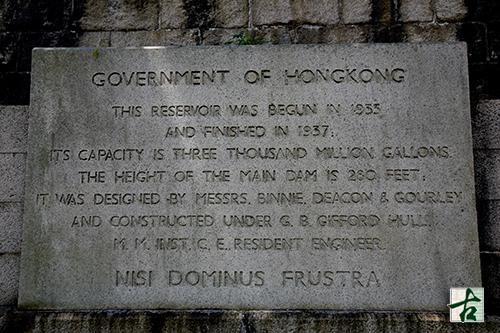 GOVERNMENT OF HONGKONG
THIS RESERVOIR WAS BEGUN IN 1933
AND FINISHED IN 1937;
ITS CAPACITY IS THREE THOUSAND MILLION GALLONS.
THE HEIGHT OF THE MAIN DAM IS 280 FEET;
IT WAS DESIGNED BY MESSRS. BINNIE, DEACON & GOURLEY
AND CONSTRUCTED UNDER G. B. GIFFORD HULL,
M. M. INST. C. E. RESIDENT ENGINEER.
NISI DOMINUS FRUSTRA
古